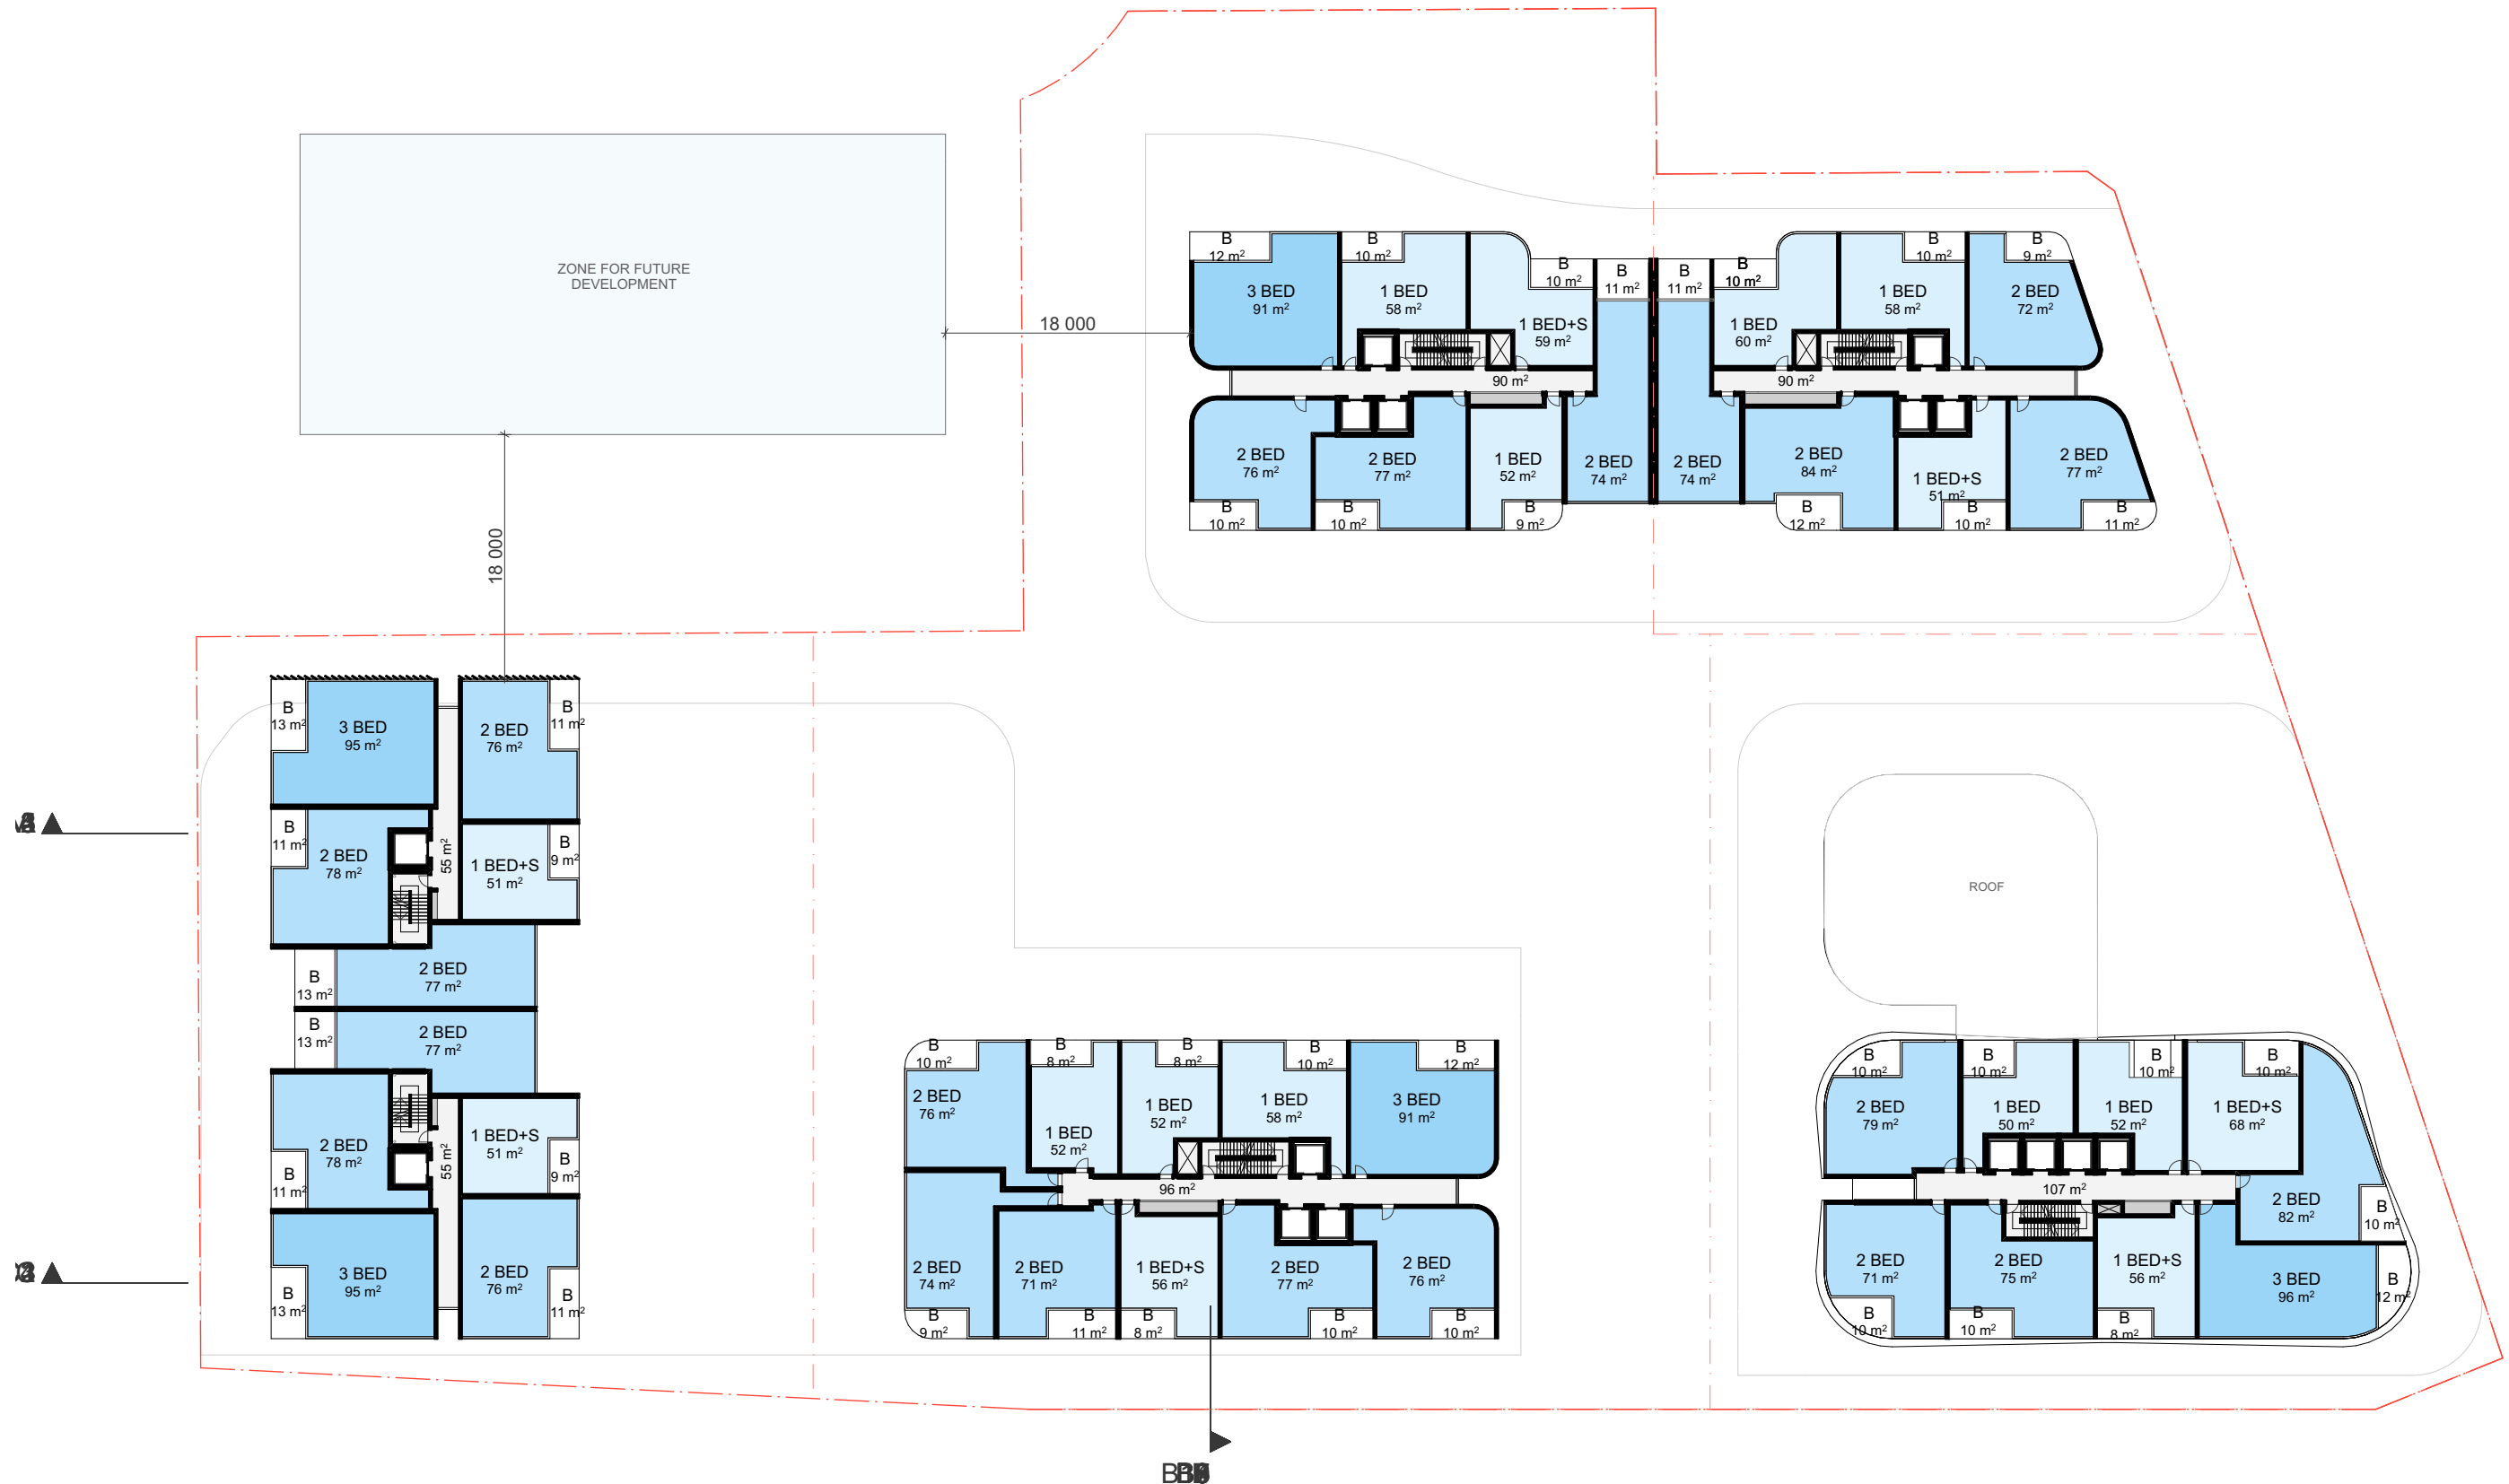 ZONE FOR FUTURE
DEVELOPMENT
18 000
18 000
B
12 m²
3 BED
91 m²
B
10 m²
1 BED
58 m²
B
10 m²
1 BED+S
59 m²
B
11 m²
B
11 m²
B
10 m²
1 BED
60 m²
B
10 m²
1 BED
58 m²
B
9 m²
2 BED
72 m²
90 m²
90 m²
2 BED
76 m²
B
10 m²
2 BED
77 m²
B
10 m²
1 BED
52 m²
B
9 m²
2 BED
74 m²
2 BED
74 m²
2 BED
84 m²
B
12 m²
1 BED+S
51 m²
B
10 m²
2 BED
77 m²
B
11 m²
B
13 m²
3 BED
95 m²
2 BED
76 m²
B
11 m²
B
11 m²
2 BED
78 m²
55 m²
1 BED+S
51 m²
B
9 m²
2 BED
77 m²
B
13 m²
2 BED
77 m²
B
13 m²
2 BED
78 m²
B
11 m²
55 m²
1 BED+S
51 m²
B
9 m²
3 BED
95 m²
B
13 m²
2 BED
76 m²
B
11 m²
B
10 m²
2 BED
76 m²
B
8 m²
1 BED
52 m²
B
8 m²
1 BED
52 m²
B
10 m²
1 BED
58 m²
B
12 m²
3 BED
91 m²
96 m²
2 BED
74 m²
B
9 m²
2 BED
71 m²
B
11 m²
1 BED+S
56 m²
B
8 m²
2 BED
77 m²
B
10 m²
2 BED
76 m²
B
10 m²
ROOF
B
10 m²
2 BED
79 m²
B
10 m²
1 BED
50 m²
B
10 m²
1 BED
52 m²
B
10 m²
1 BED+S
68 m²
107 m²
2 BED
82 m²
B
10 m²
2 BED
71 m²
B
10 m²
2 BED
75 m²
B
10 m²
1 BED+S
56 m²
B
8 m²
3 BED
96 m²
B
12 m²